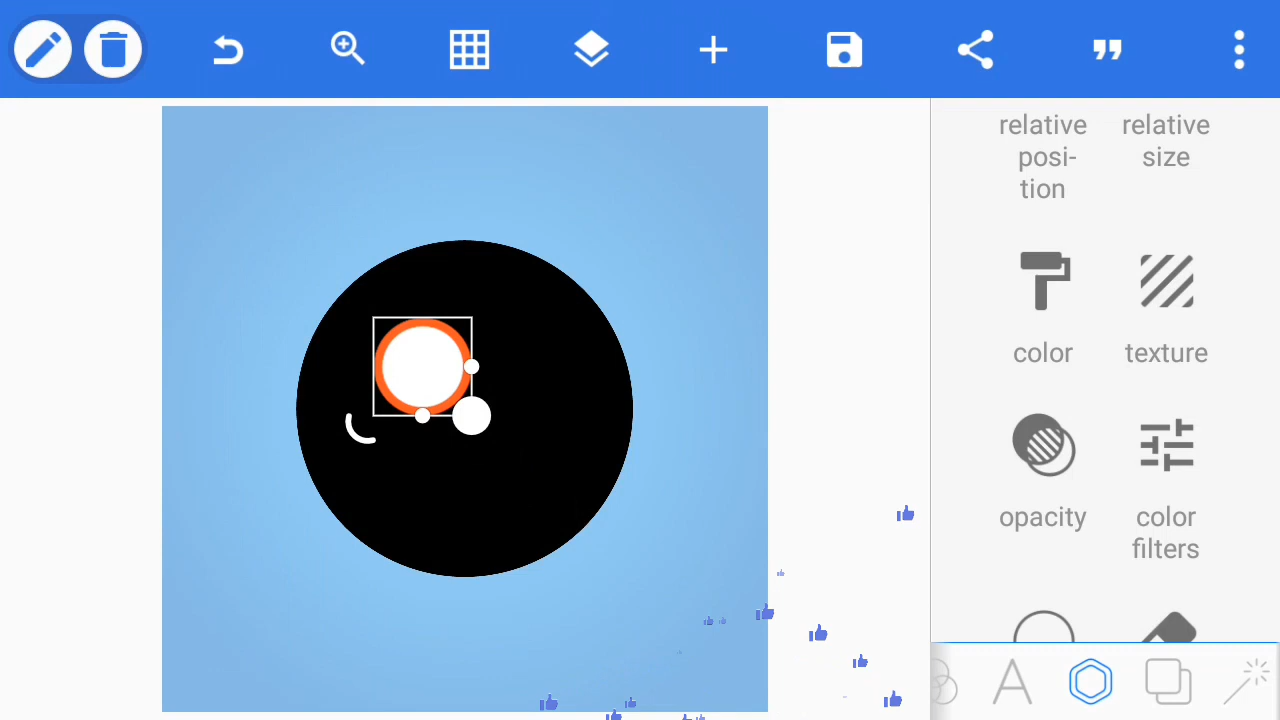 relative
posi-
tion
relative
size
color
texture
opacity
color
filters